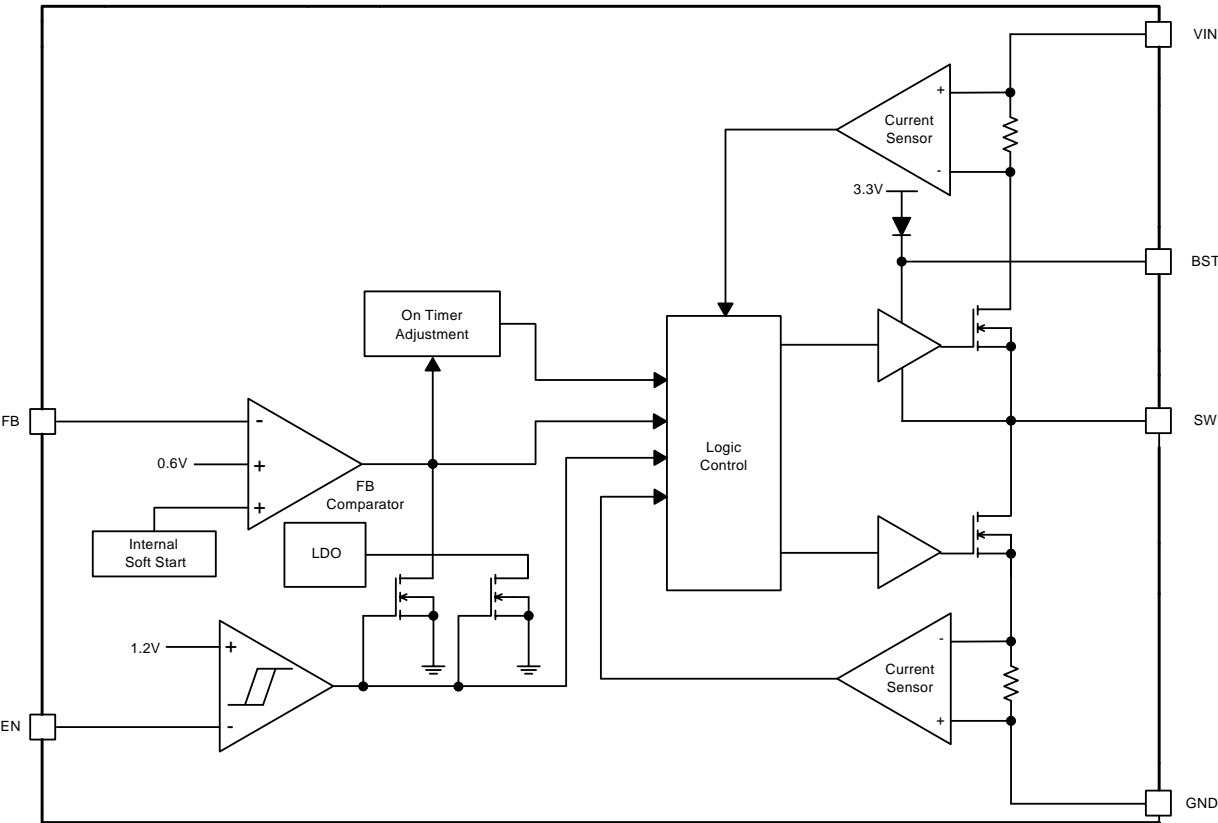 VIN
+
Current
Sensor
-
3.3V
BST
On Timer
Adjustment
FB
-
0.6V
+
FB
Comparator
+
Logic
Control
SW
Internal
Soft Start
LDO
1.2V
+
-
EN
-
Current
Sensor
+
GND